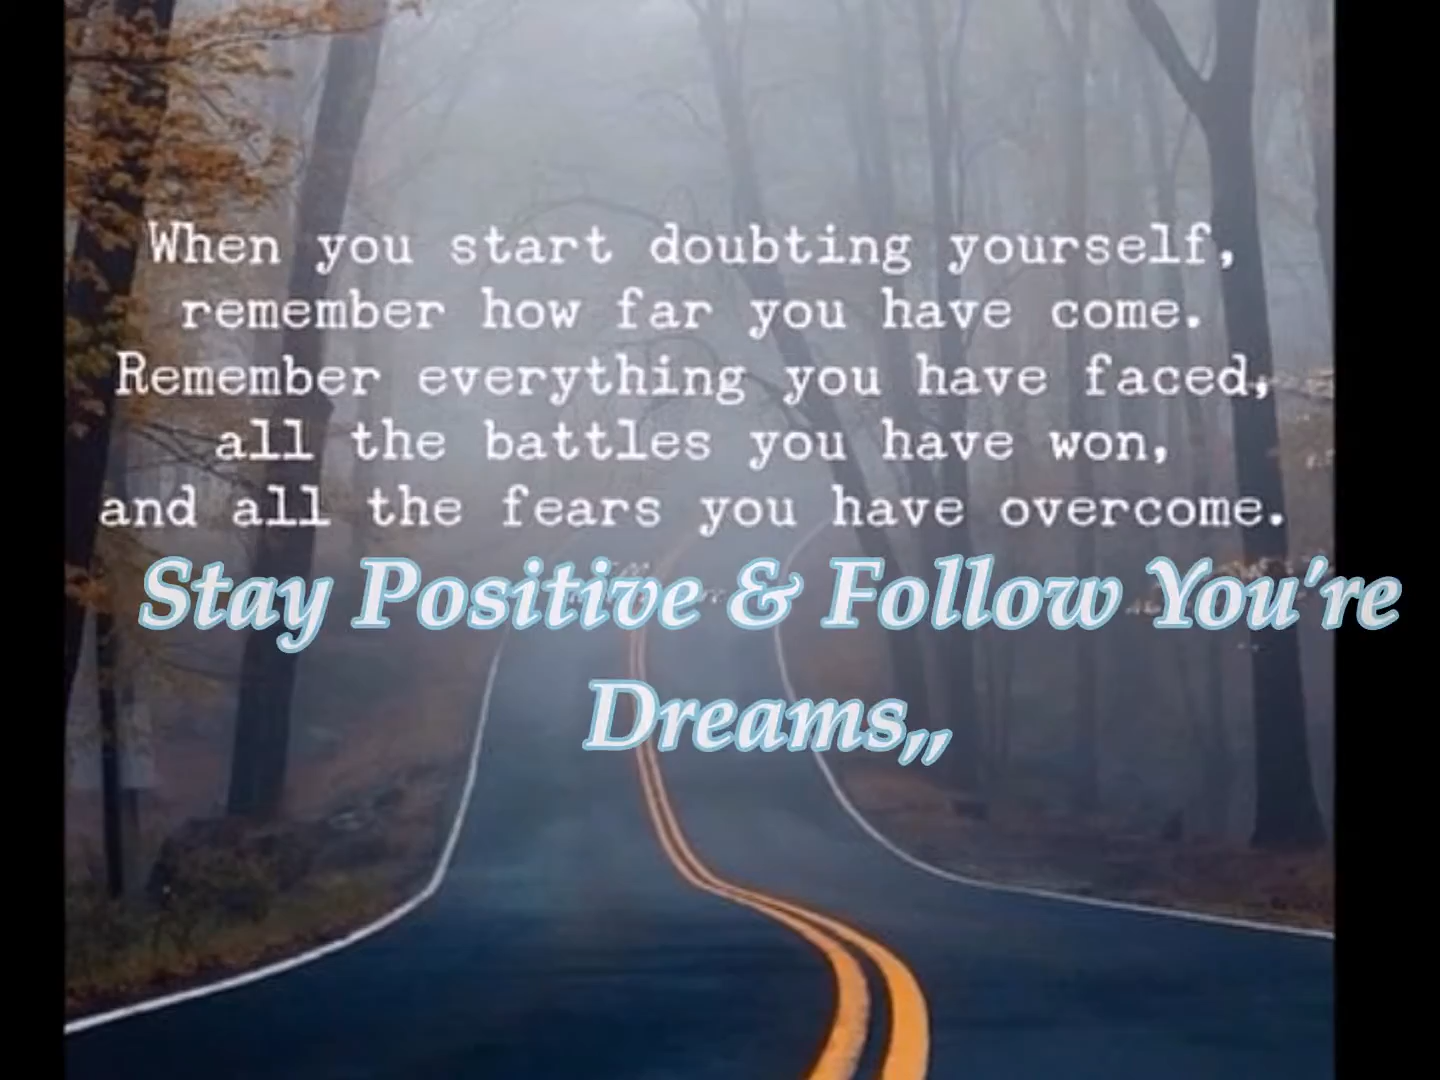 When you start doubting yourself,
remember how far you have come.
Remember everything you have faced,
all the battles you have won,
and all the fears you have overcome.
Stay Positive & Follow You're
Dreams,,